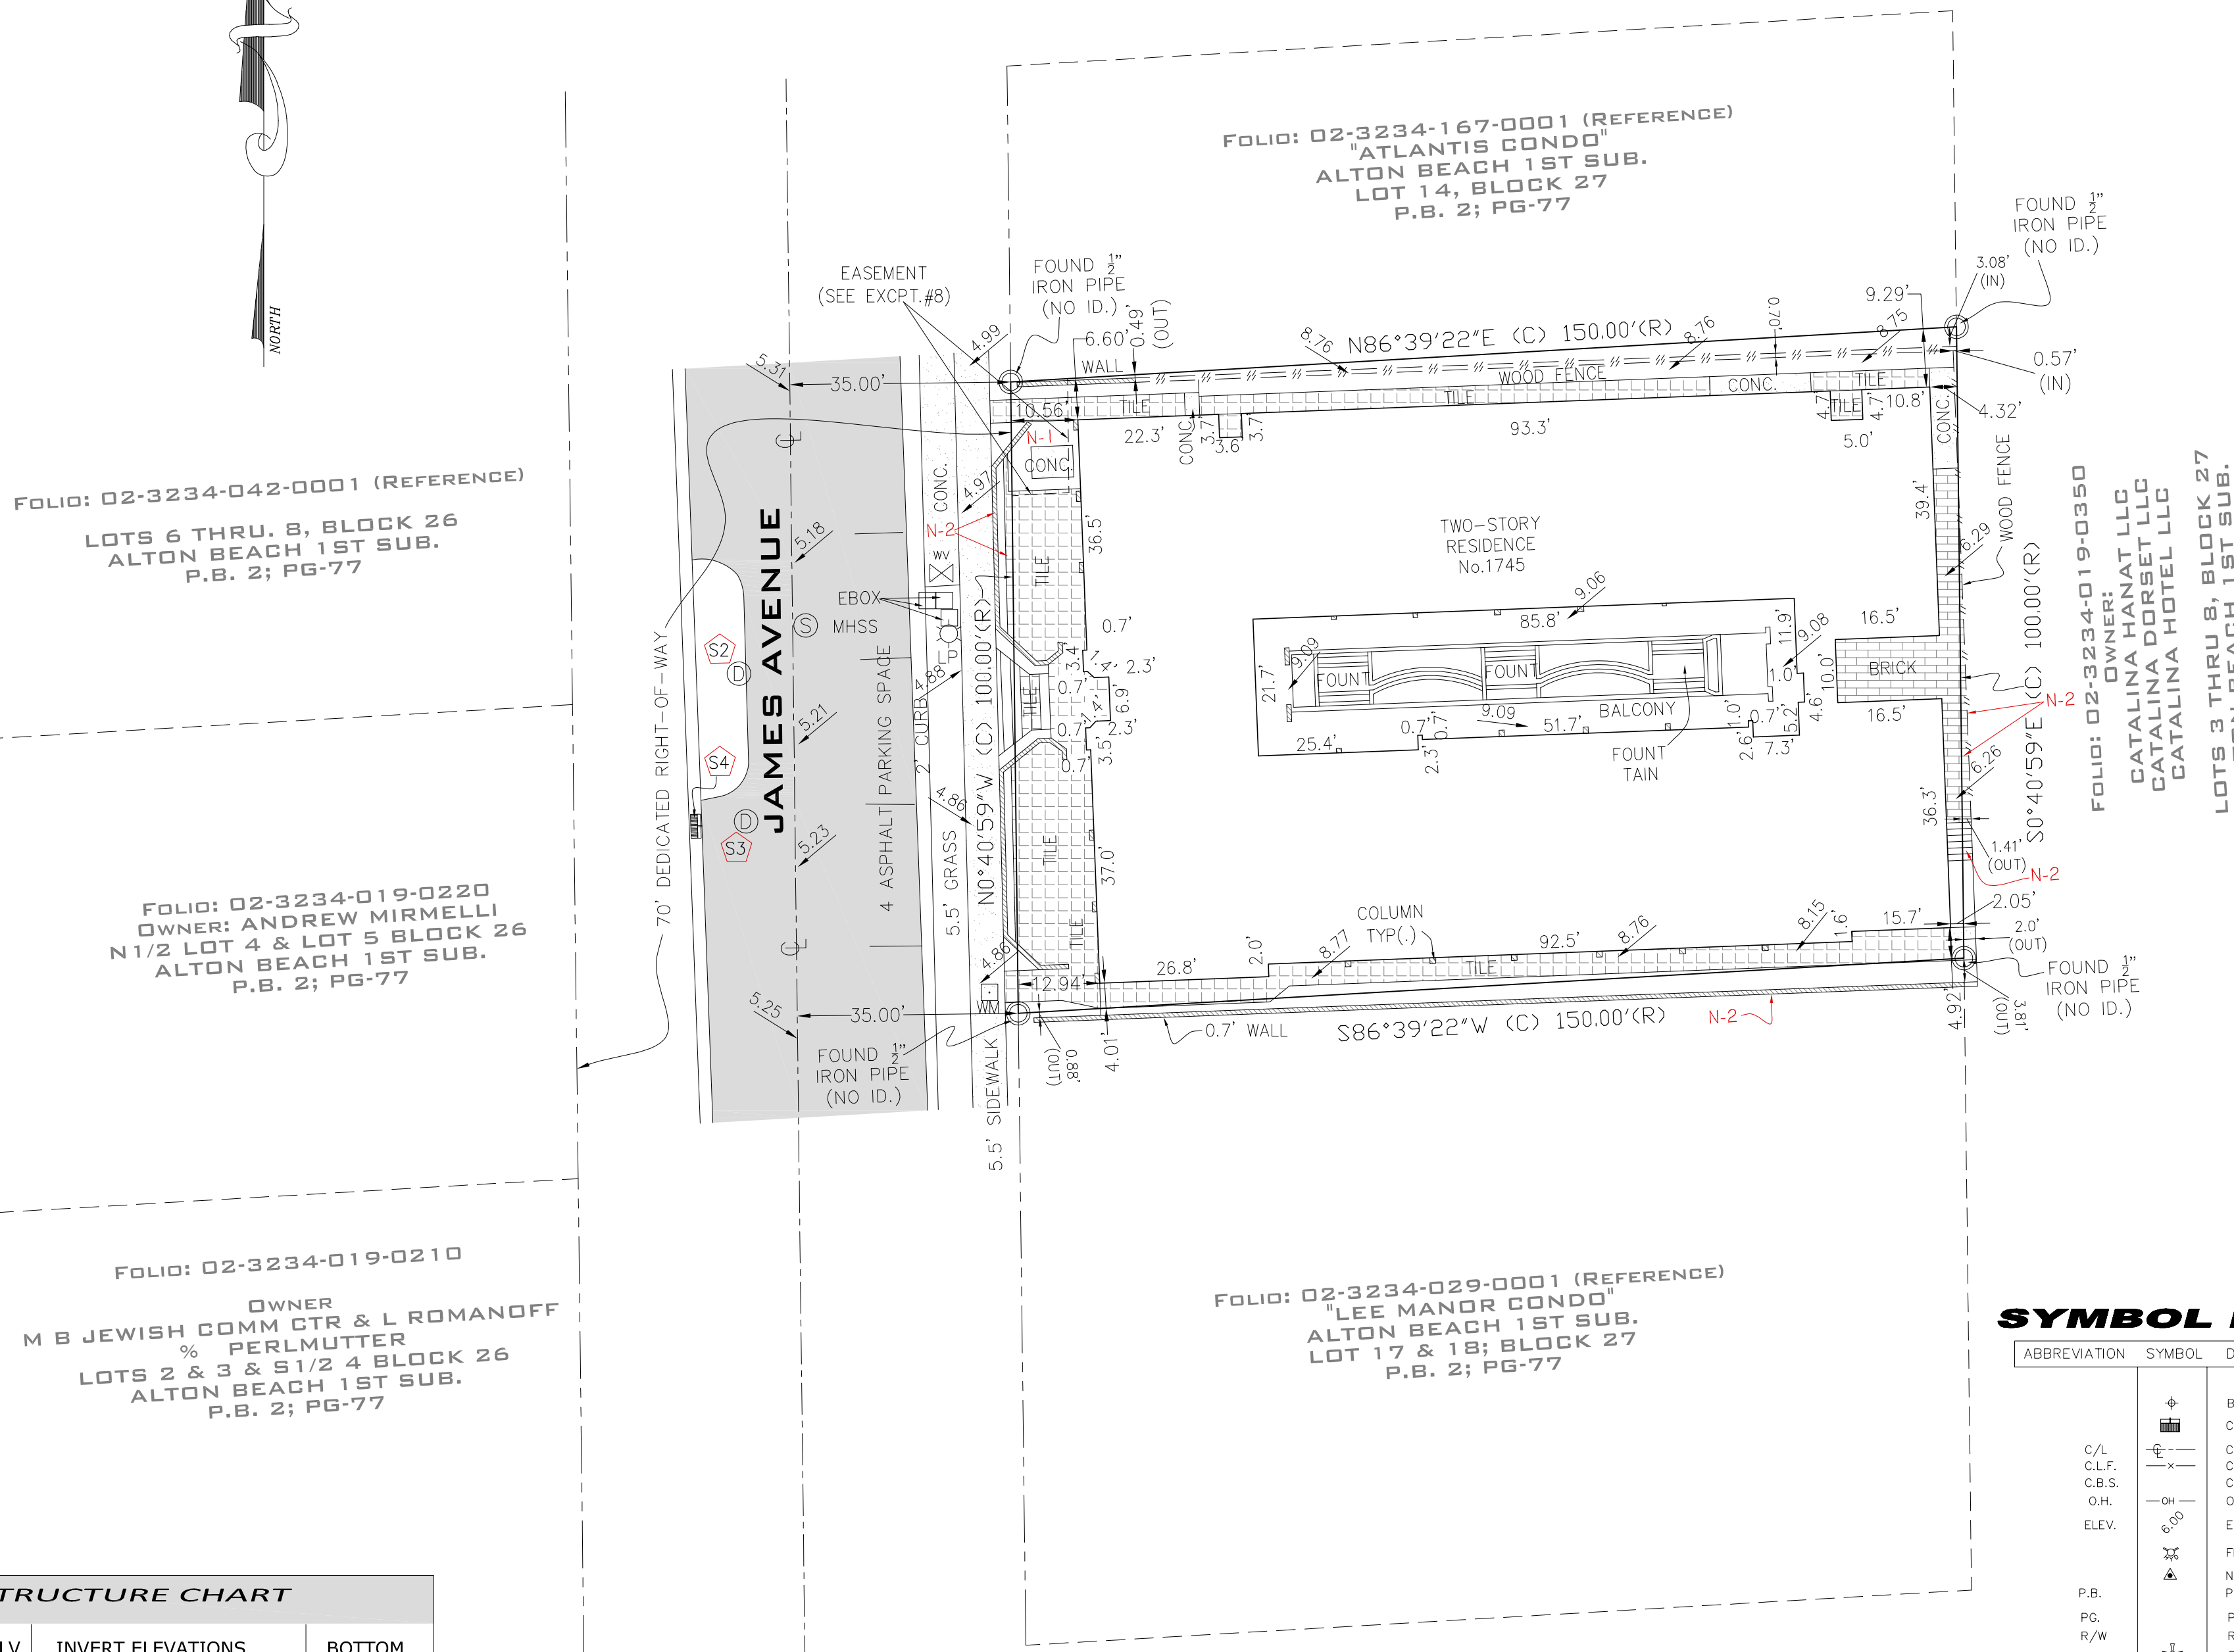 NORTH
FOLIO: 02-3234-167-0001 (REFERENCE)
"ATLANTIS CONDO"
ALTON BEACH 1ST SUB.
LOT 14, BLOCK 27
P.B. 2; PG-77
FOUND ½"
IRON PIPE
(NO ID.)
3.08'
(IN)
9.29'
0.57'
(IN)
4.32'
EASEMENT
(SEE EXCPT.#8)
FOUND ½"
IRON PIPE
(NO ID.)
4.99
6.60'
0.49'
(OUT)
WALL
8.76
N86°39'22"E (C) 150.00'(R)
8.76
0.70'
8.75
5.31
35.00'
WOOD FENCE
CONC.
TILE
10.56'
TILE
CONC.
TILE
N-1
22.3'
3.7'
3.6'
3.7'
93.3'
4.7'
TILE
4.7'
10.8'
5.0'
CONC.
CONC.
FOLIO: 02-3234-042-0001 (REFERENCE)
LOTS 6 THRU. 8, BLOCK 26
ALTON BEACH 1ST SUB.
P.B. 2; PG-77
C/L
CONC.
4.97
N-2
WV
EBOX
LP
5.18
MHSS
S
JAMES AVENUE
S2
D
5.21
S4
D
S3
5.23
C/L
5.25
70' DEDICATED RIGHT-OF-WAY
4 ASPHALT PARKING SPACE
2' CURB
4.88
4.86
5.5' GRASS
N0°40'59"W (C) 100.00'(R)
TILE
36.5'
0.7'
3.4'
1.4'
2.3'
0.7'
6.9'
1.4'
0.7'
2.3'
3.5'
0.7'
TILE
TILE
37.0'
TILE
TWO-STORY
RESIDENCE
No.1745
9.06
85.8'
11.9'
9.08
21.7'
9.09
FOUNT
FOUNT
1.0'
10.0'
BALCONY
1.0'
0.7'
5.2'
4.6'
9.09
0.7'
0.7'
51.7'
25.4'
2.3'
2.6'
7.3'
FOUNT
TAIN
16.5'
BRICK
16.5'
39.4'
6.29
WOOD FENCE
N-2
6.26
36.3'
S0°40'59"E (C) 100.00'(R)
1.41'
(OUT)
N-2
2.05'
2.0'
(OUT)
FOLIO: 02-3234-019-0350
OWNER:
CATALINA HANAT LLC
CATALINA DORSET LLC
CATALINA HOTEL LLC
LOTS 3 THRU 8, BLOCK 27
FOLIO: 02-3234-019-0220
OWNER: ANDREW MIRMELLI
N1/2 LOT 4 & LOT 5 BLOCK 26
ALTON BEACH 1ST SUB.
P.B. 2; PG-77
COLUMN
TYP(.)
8.77
92.5'
8.76
8.15
1.6'
15.7'
2.0'
TILE
26.8'
12.94'
4.86
WM
35.00'
FOUND ½"
IRON PIPE
(NO ID.)
5.5' SIDEWALK
0.88'
(OUT)
4.01'
0.7' WALL
S86°39'22"W (C) 150.00'(R)
N-2
4.92'
3.81'
(OUT)
FOUND ½"
IRON PIPE
(NO ID.)
FOLIO: 02-3234-019-0210
OWNER
M B JEWISH COMM CTR & L ROMANOFF
% PERLMUTTER
LOTS 2 & 3 & S1/2 4 BLOCK 26
ALTON BEACH 1ST SUB.
P.B. 2; PG-77
FOLIO: 02-3234-029-0001 (REFERENCE)
"LEE MANOR CONDO"
ALTON BEACH 1ST SUB.
LOT 17 & 18; BLOCK 27
P.B. 2; PG-77
SYMBOL
ABBREVIATION SYMBOL
C/L
C.L.F.
C.B.S.
O.H. OH
ELEV. 6.00
P.B.
PG.
R/W
TRUCTURE CHART
LV INVERT ELEVATIONS BOTTOM